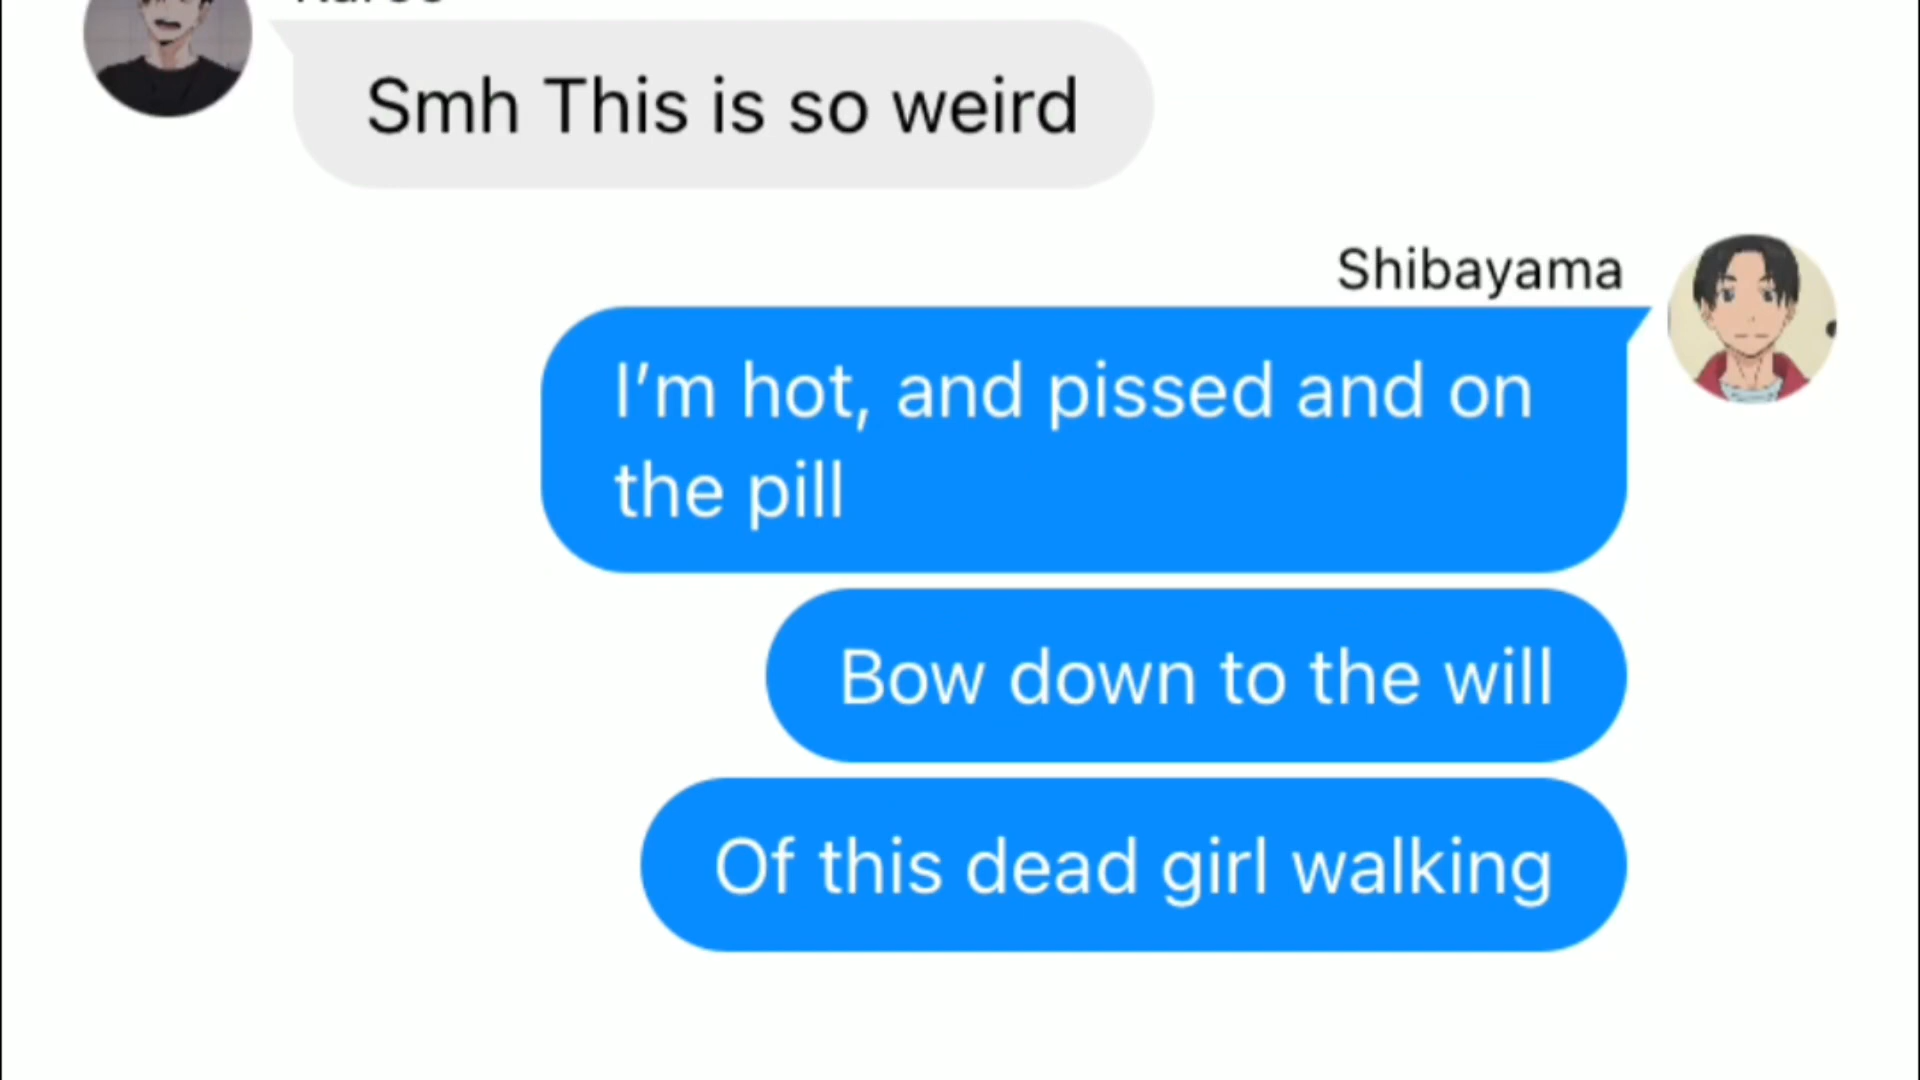 Smh This is so weird
Shibayama
I’m hot, and pissed and on
the pill
Bow down to the will
Of this dead girl walking